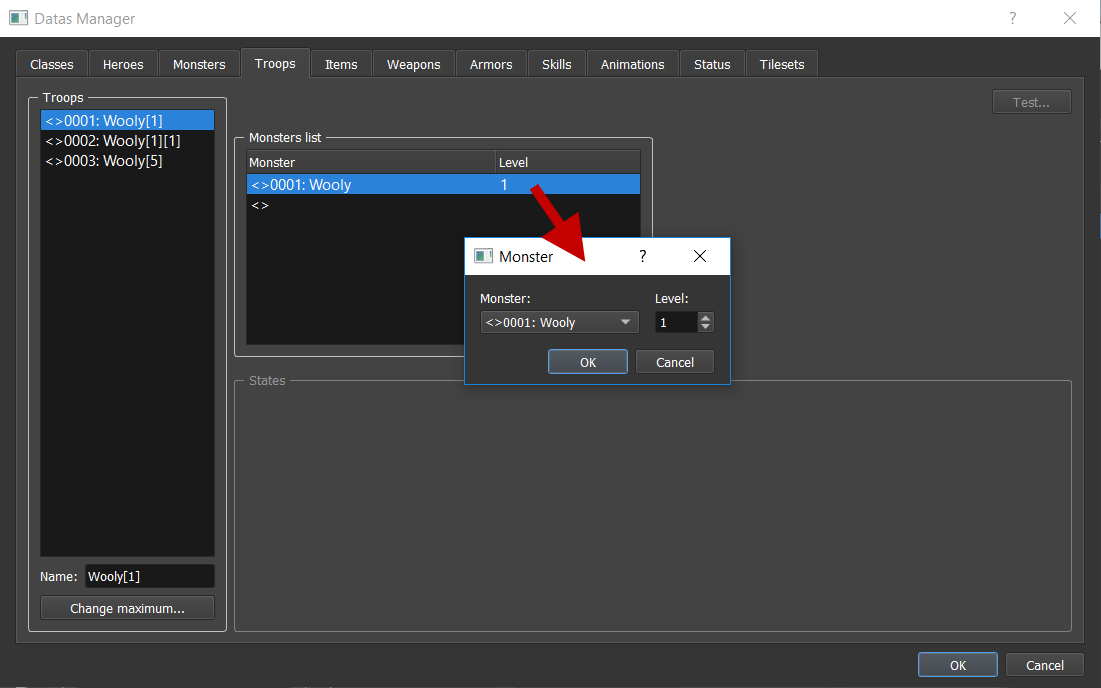 Datas Manager
Classes Heroes Monsters Troops Items Weapons Armors Skills Animations Status Tilesets
Troops
<>0001: Wooly[1]
<>0002: Wooly[1][1]
<>0003: Wooly[5]
Name: Wooly[1]
Change maximum...
Test...
Monsters list
Monster Level
<>0001: Wooly 1
<>
Monster ?
Monster: Level:
<>0001: Wooly 1
OK Cancel
States
OK Cancel